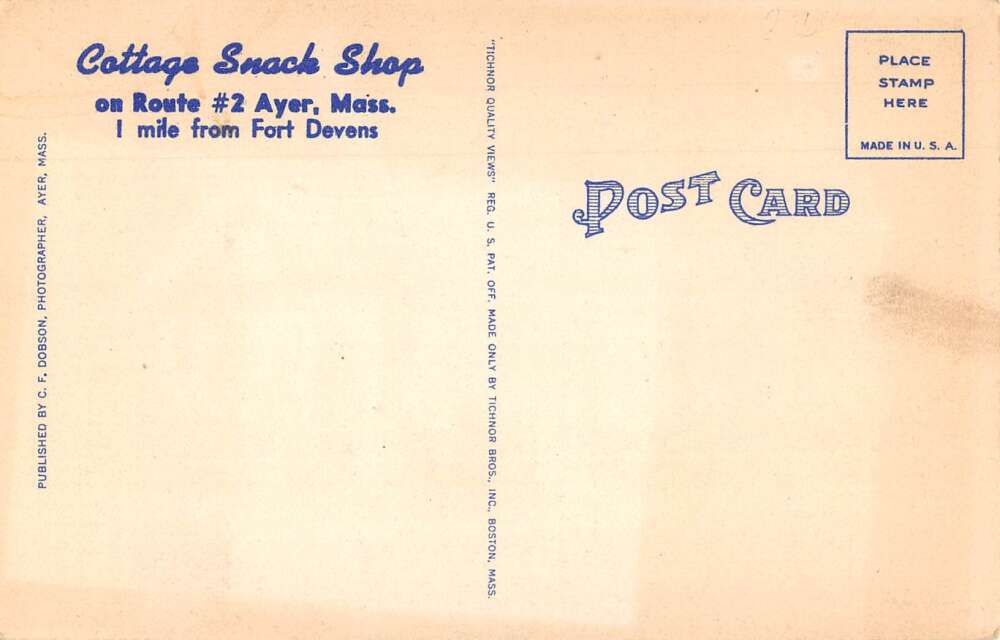 Cottage Snack Shop
on Route #2 Ayer, Mass.
1 mile from Fort Devens
PUBLISHED BY C. F. DOBSON, PHOTOGRAPHER, AYER, MASS.
"TICHNOR QUALITY VIEWS" REG. U. S. PAT. OFF. MADE ONLY BY TICHNOR BROS., INC., BOSTON, MASS.
PLACE
STAMP
HERE
MADE IN U. S. A.
POST CARD